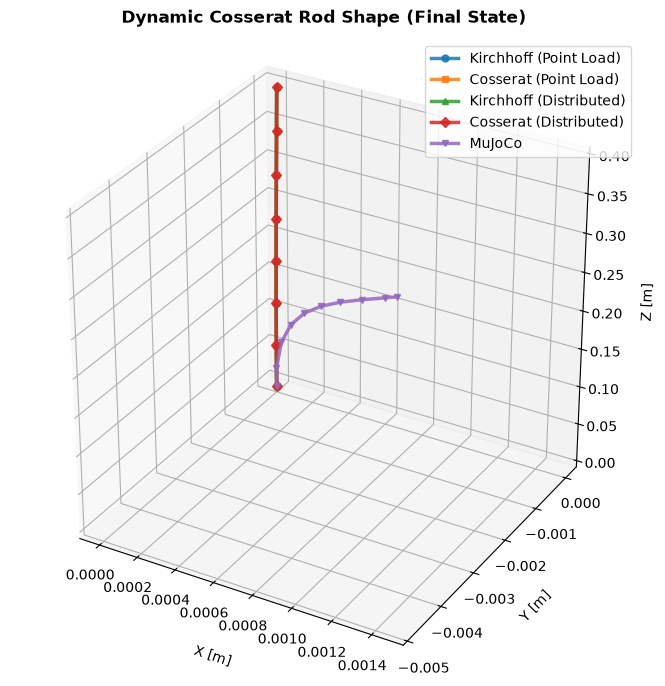 Dynamic Cosserat Rod Shape (Final State)
Kirchhoff (Point Load)
Cosserat (Point Load)
Kirchhoff (Distributed)
Cosserat (Distributed)
MuJoCo
0.40
0.35
0.30
0.25
0.20
0.15
0.10
0.05
0.00
Z [m]
0.000
−0.001
−0.002
−0.003
−0.004
−0.005
Y [m]
0.0000
0.0002
0.0004
0.0006
0.0008
0.0010
0.0012
0.0014
X [m]